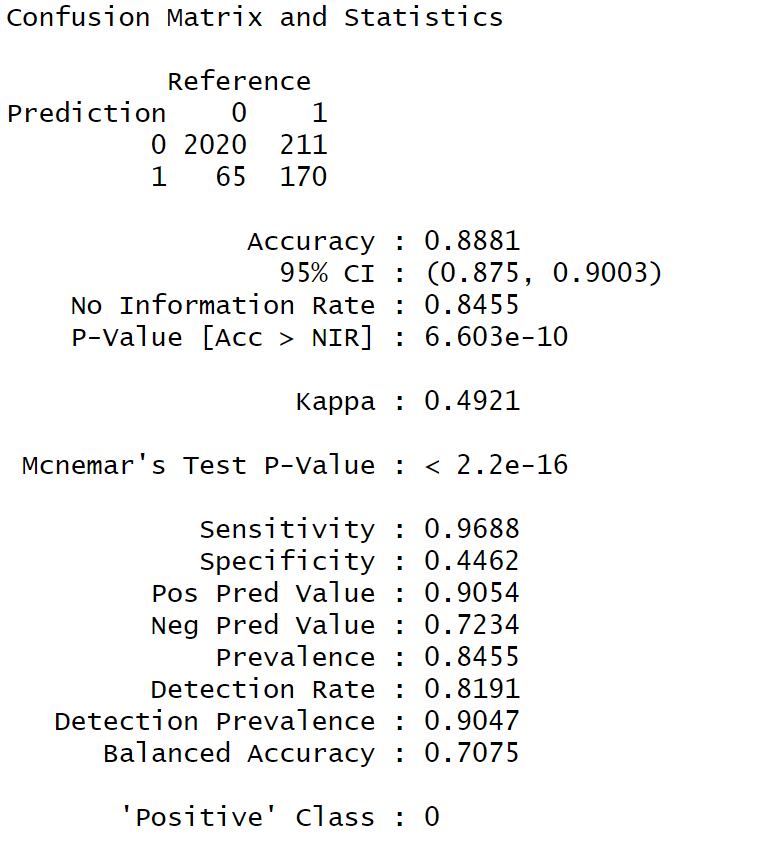 Confusion Matrix and Statistics
Reference
Prediction 0 1
0 2020 211
1 65 170
Accuracy : 0.8881
95% CI : (0.875, 0.9003)
No Information Rate : 0.8455
P-Value [Acc > NIR] : 6.603e-10
Kappa : 0.4921
Mcnemar's Test P-Value : < 2.2e-16
Sensitivity : 0.9688
Specificity : 0.4462
Pos Pred Value : 0.9054
Neg Pred Value : 0.7234
Prevalence : 0.8455
Detection Rate : 0.8191
Detection Prevalence : 0.9047
Balanced Accuracy : 0.7075
'Positive' Class : 0